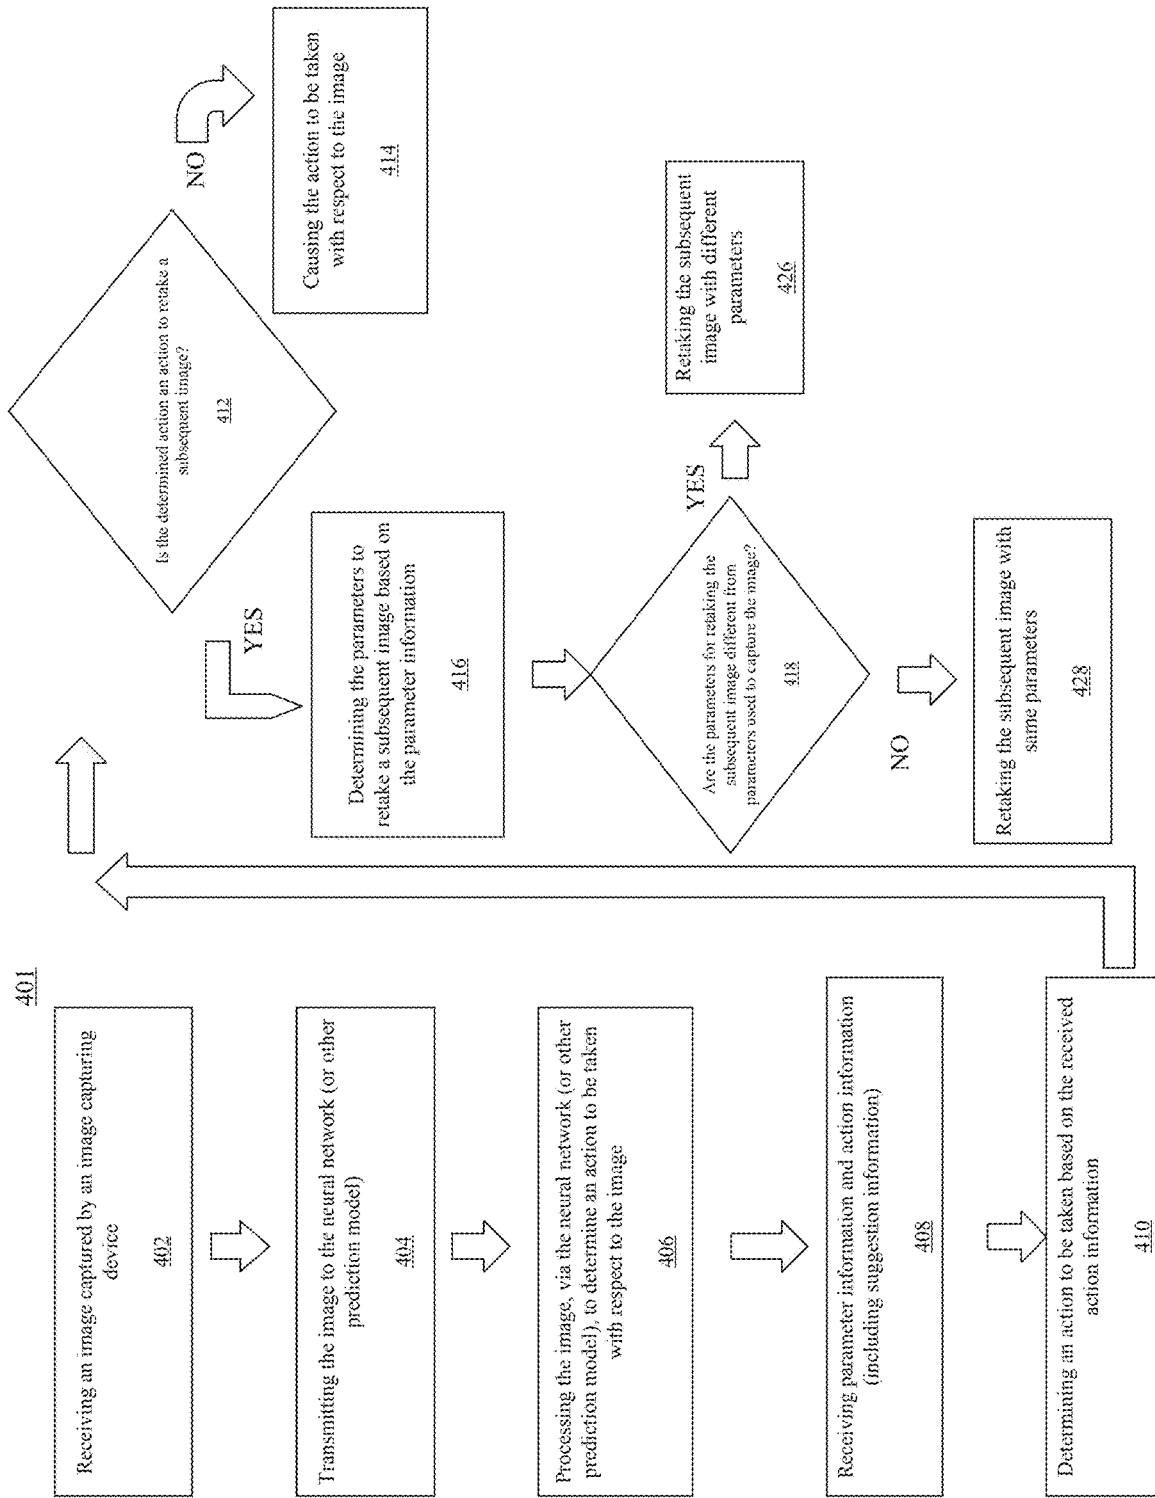 401
Receiving an image captured by an image capturing
device
402
Transmitting the image to the neural network (or other
prediction model)
404
Processing the image, via the neural network (or other
prediction model), to determine an action to be taken
with respect to the image
406
Receiving parameter information and action information
(including suggestion information)
408
Determining an action to be taken based on the received
action information
410
Is the determined action an action to retake a
subsequent image?
412
NO
Causing the action to be taken
with respect to the image
414
YES
Determining the parameters to
retake a subsequent image based on
the parameter information
416
Are the parameters for retaking the
subsequent image different from
parameters used to capture the image?
418
YES
Retaking the subsequent
image with different
parameters
426
NO
Retaking the subsequent image with
same parameters
428